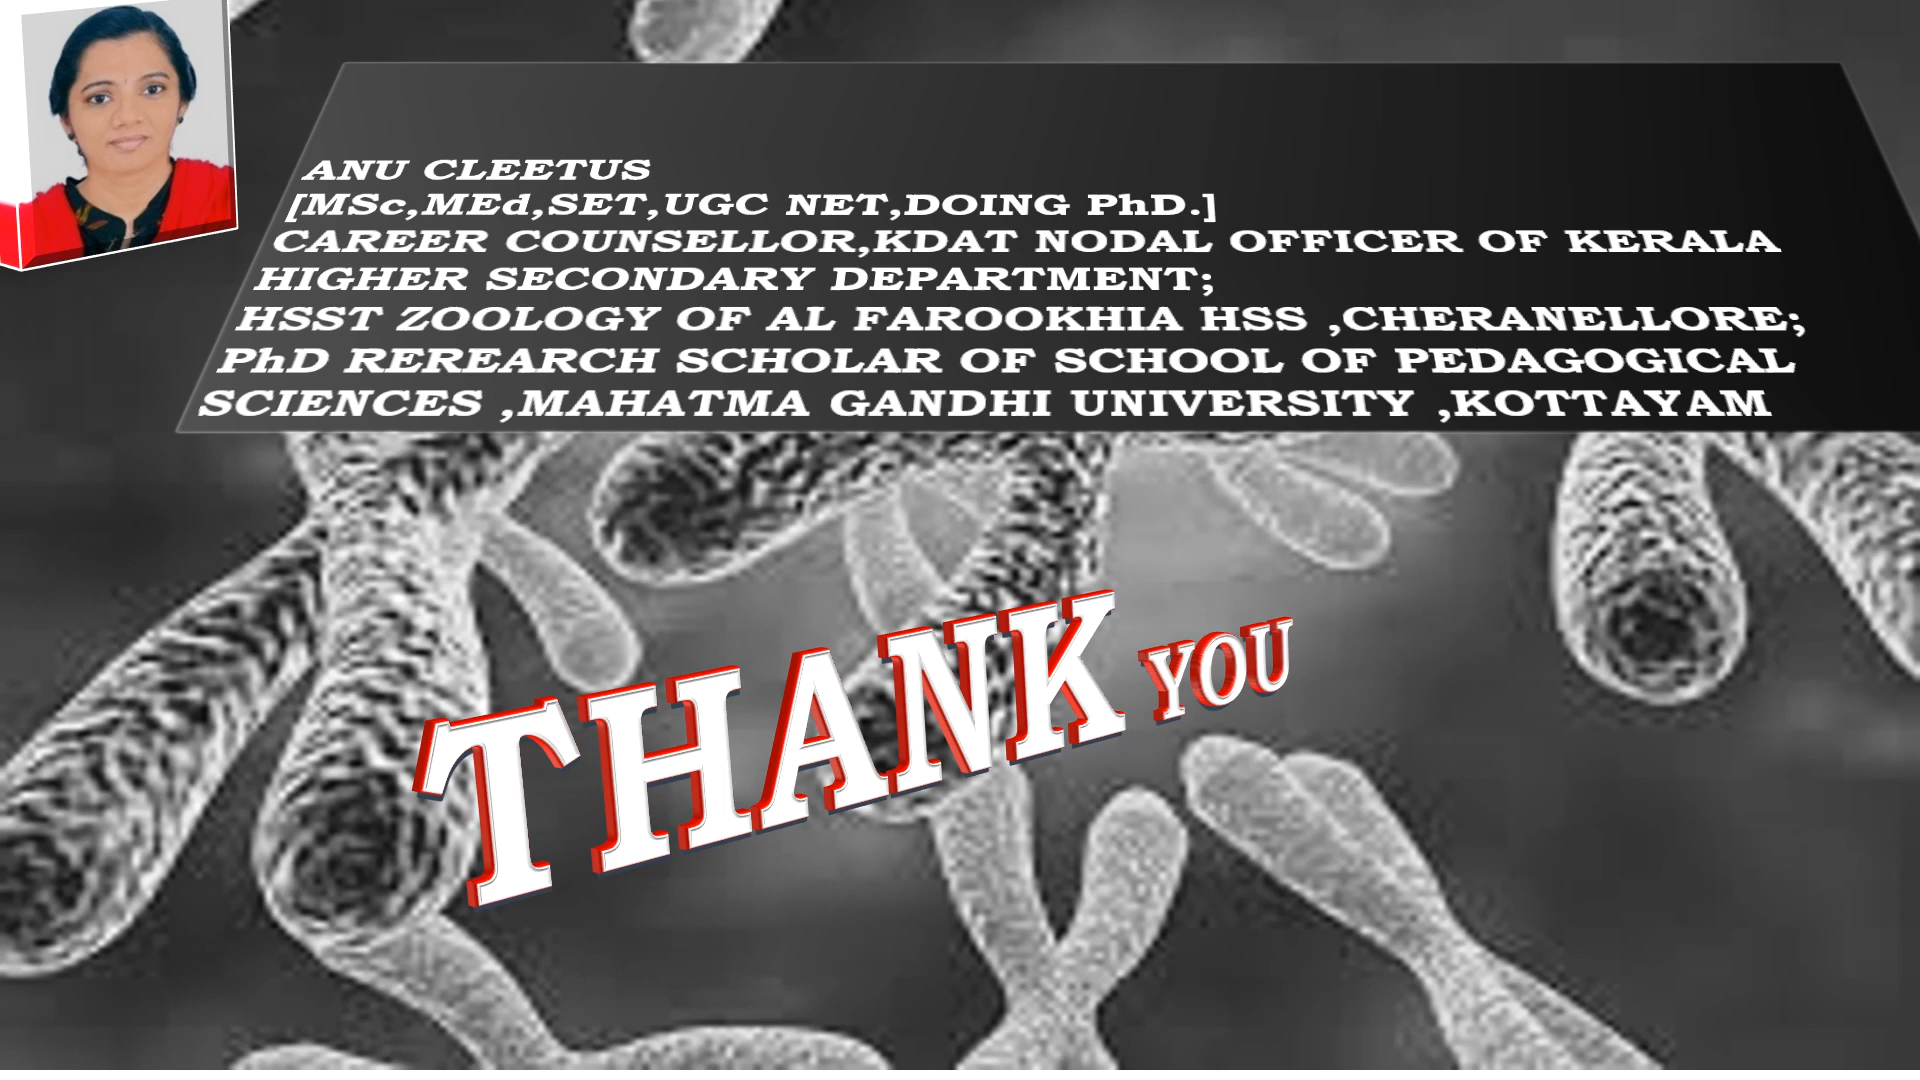 ANU CLEETUS
[MSc,MEd,SET,UGC NET,DOING PhD.]
CAREER COUNSELLOR,KDAT NODAL OFFICER OF KERALA
HIGHER SECONDARY DEPARTMENT;
HSST ZOOLOGY OF AL FAROOKHIA HSS ,CHERANELLORE;
PhD REREARCH SCHOLAR OF SCHOOL OF PEDAGOGICAL
SCIENCES ,MAHATMA GANDHI UNIVERSITY ,KOTTAYAM
THANK YOU